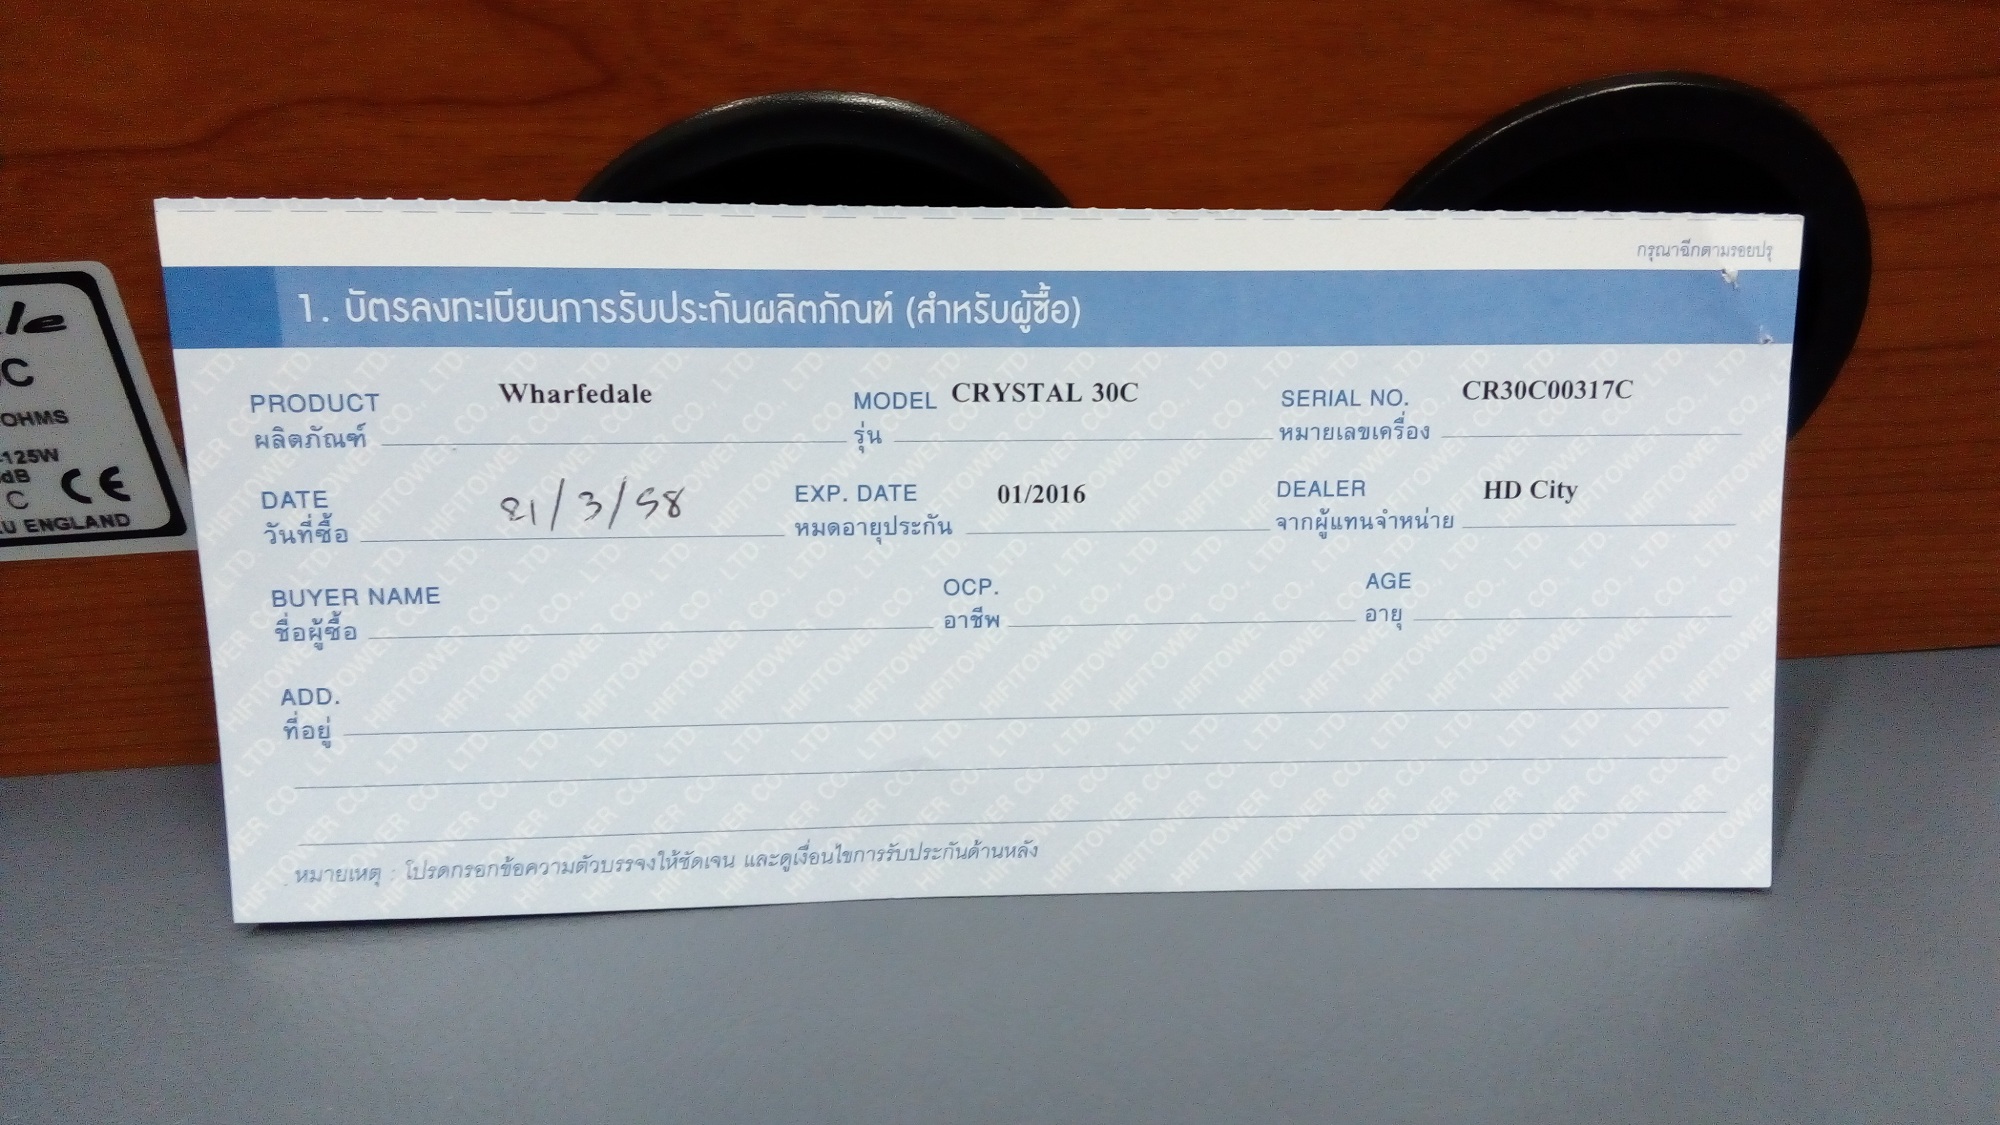 กรุณาฉีกตามรอยปรุ
1. บัตรลงทะเบียนการรับประกันผลิตภัณฑ์ (สำหรับผู้ซื้อ)
PRODUCT Wharfedale MODEL CRYSTAL 30C SERIAL NO. CR30C00317C
ผลิตภัณฑ์ รุ่น หมายเลขเครื่อง
DATE 21/3/58 EXP. DATE 01/2016 DEALER HD City
วันที่ซื้อ หมดอายุประกัน จากผู้แทนจำหน่าย
BUYER NAME OCP. AGE
ชื่อผู้ซื้อ อาชีพ อายุ
ADD.
ที่อยู่
หมายเหตุ : โปรดกรอกข้อความตัวบรรจงให้ชัดเจน และดูเงื่อนไขการรับประกันด้านหลัง
HIFITOWER CO., LTD.
le
C
OHMS
-125W
dB
C CE
U ENGLAND